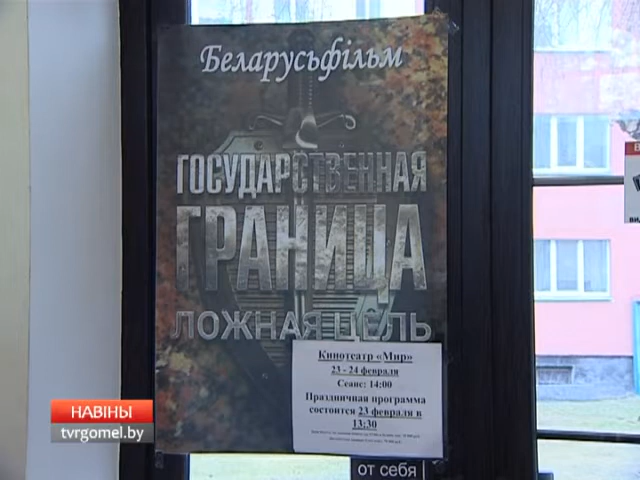 Беларусьфільм
ГОСУДАРСТВЕННАЯ
ГРАНИЦА
ЛОЖНАЯ ЦЕЛЬ
Кинотеатр «Мир»
23 - 24 февраля
Сеанс: 14:00
Праздничная программа
состоится 23 февраля в
13:30
НАВІНЫ
tvrgomel.by
от себя